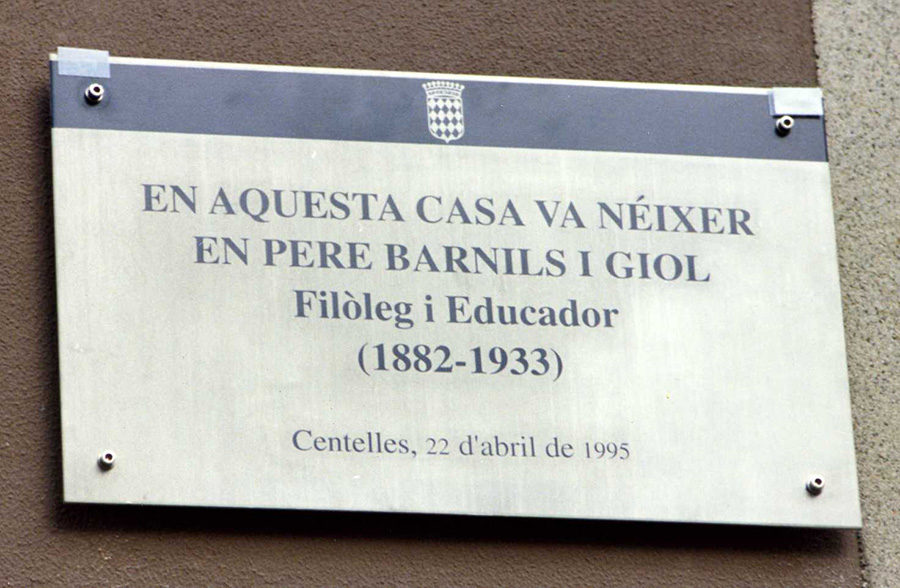 EN AQUESTA CASA VA NÉIXER
EN PERE BARNILS I GIOL
Filòleg i Educador
(1882-1933)
Centelles, 22 d'abril de 1995